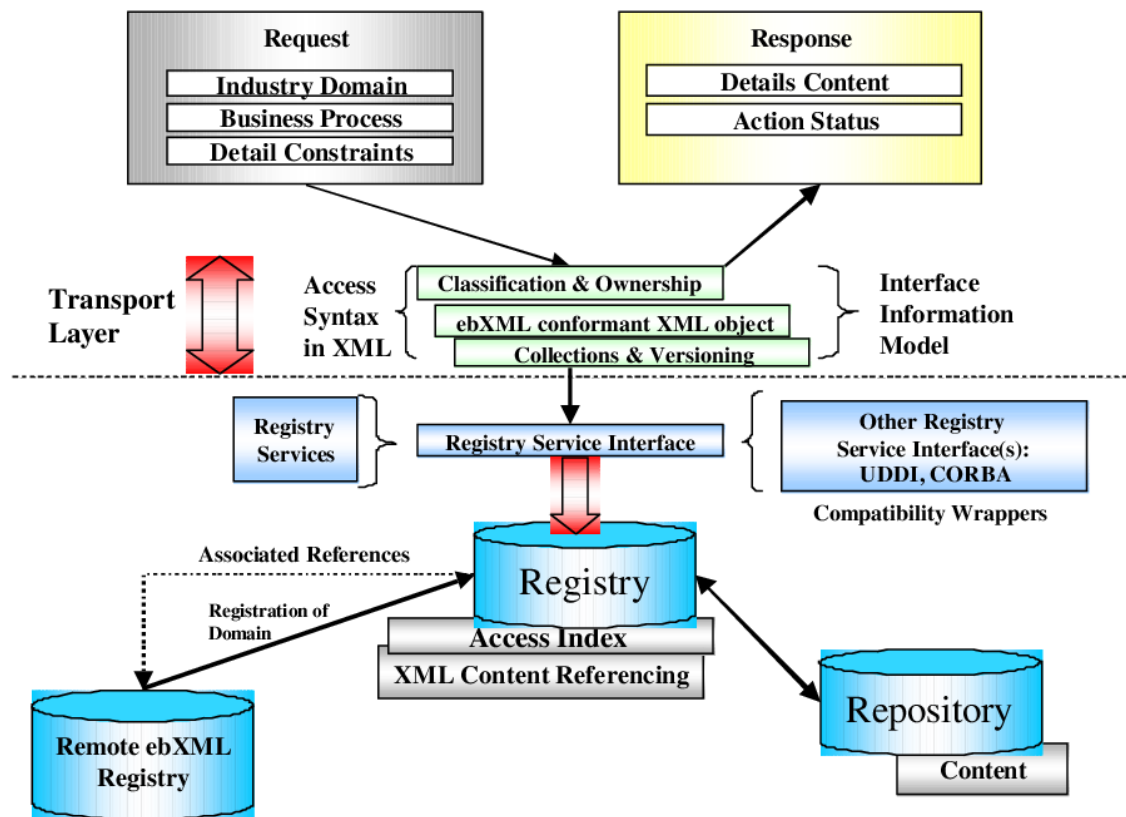 Request
Industry Domain
Business Process
Detail Constraints
Response
Details Content
Action Status
Transport
Layer
Access
Syntax
in XML
Classification & Ownership
ebXML conformant XML object
Collections & Versioning
Interface
Information
Model
Registry
Services
Registry Service Interface
Other Registry
Service Interface(s):
UDDI, CORBA
Compatibility Wrappers
Associated References
Registration of
Domain
Registry
Access Index
XML Content Referencing
Remote ebXML
Registry
Repository
Content